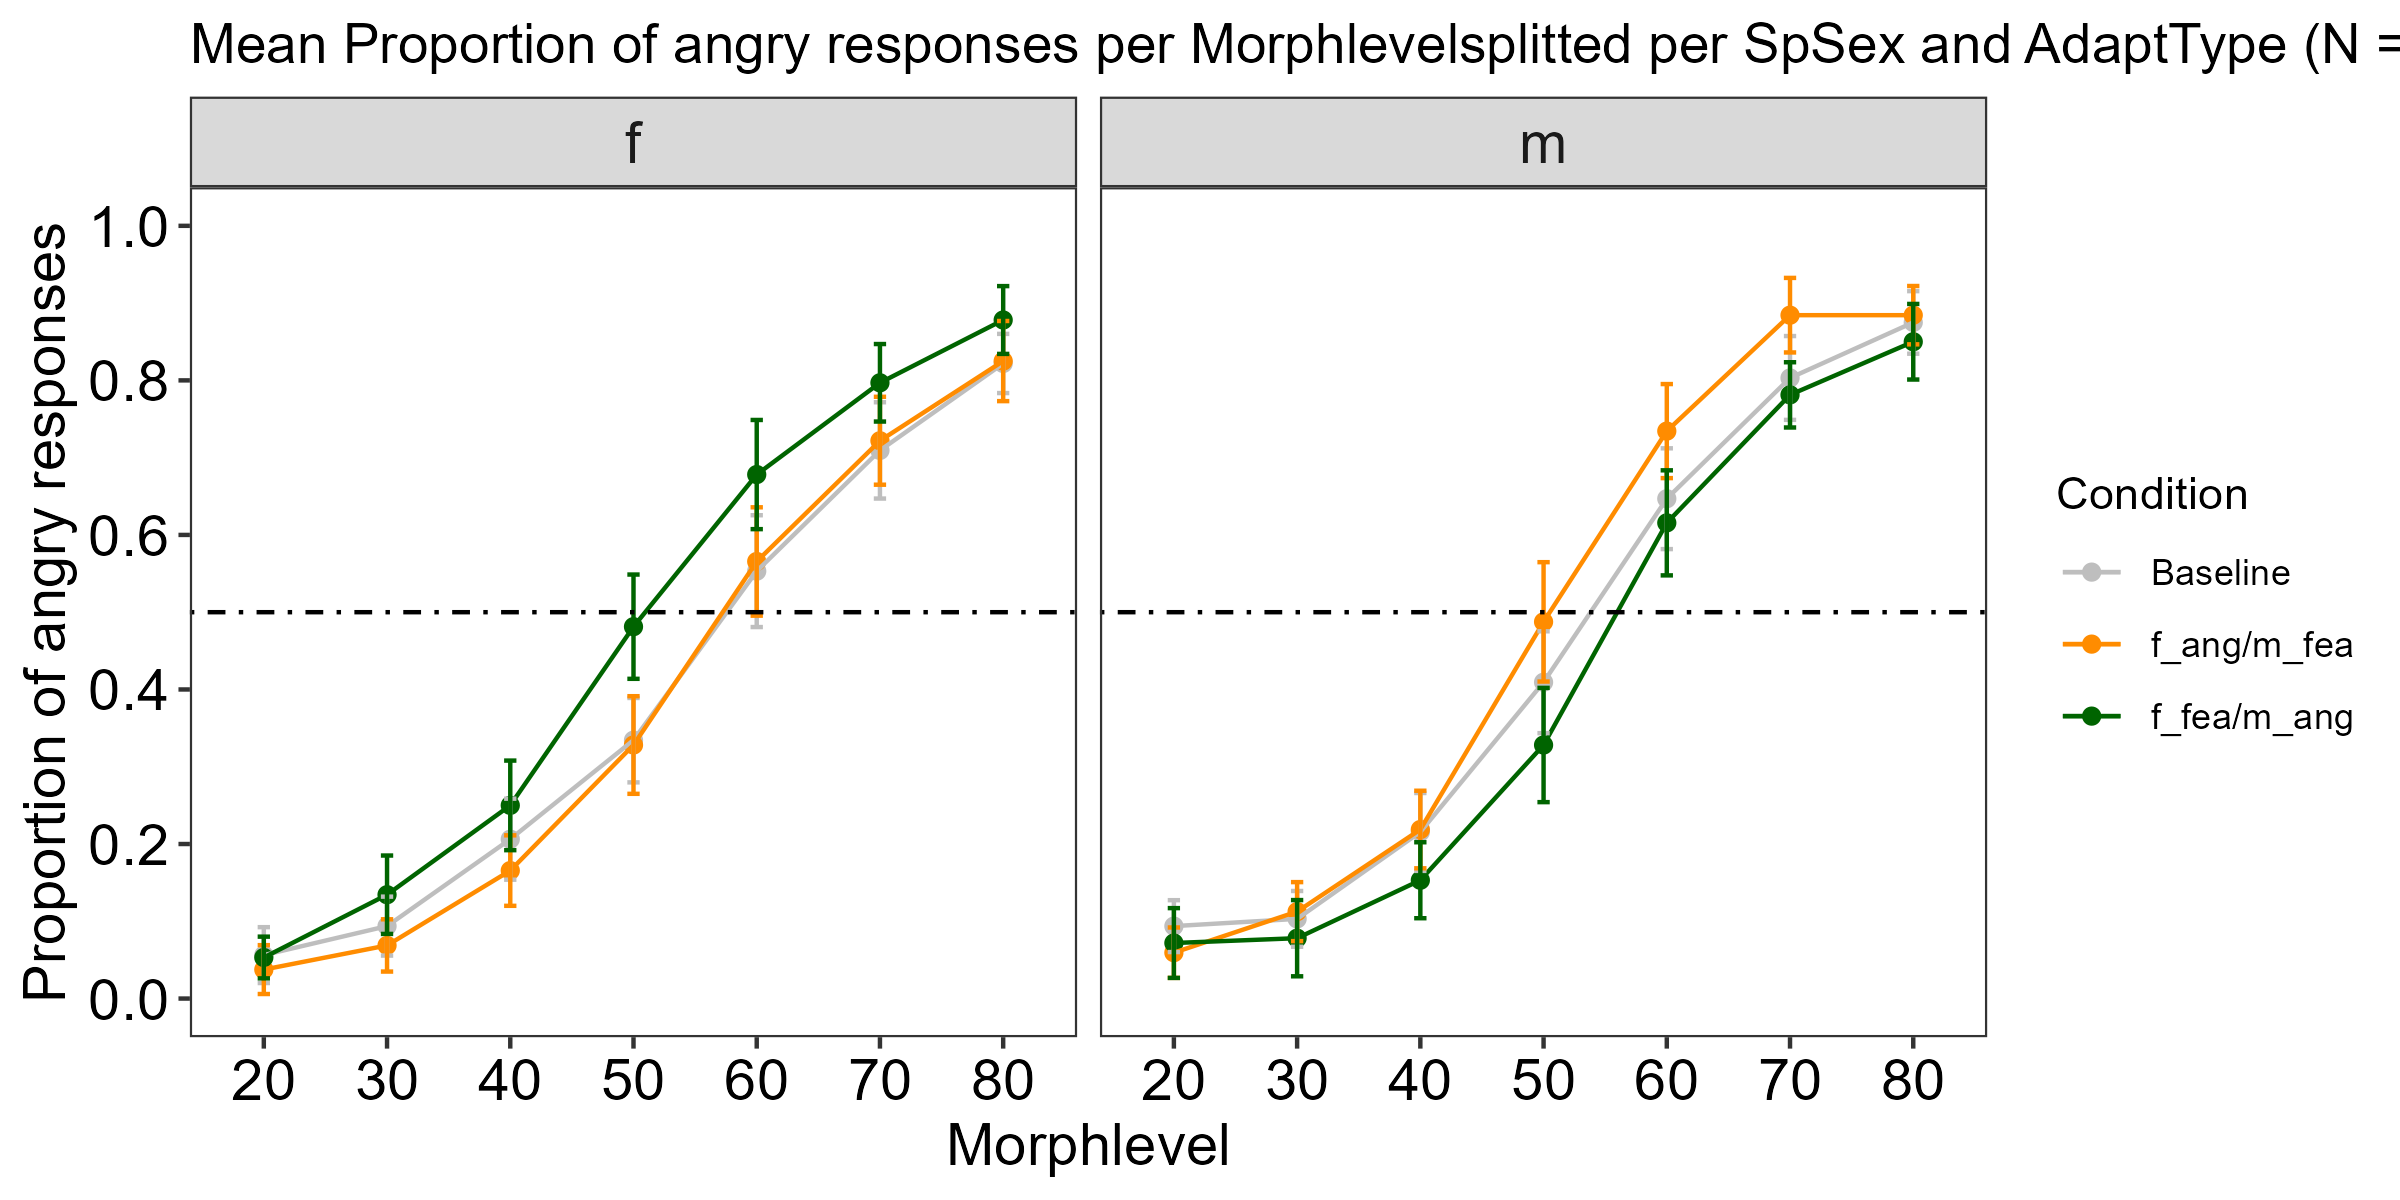 Mean Proportion of angry responses per Morphlevelsplitted per SpSex and AdaptType (N =
f
m
Proportion of angry responses
1.0
0.8
0.6
0.4
0.2
0.0
20 30 40 50 60 70 80
20 30 40 50 60 70 80
Morphlevel
Condition
Baseline
f_ang/m_fea
f_fea/m_ang